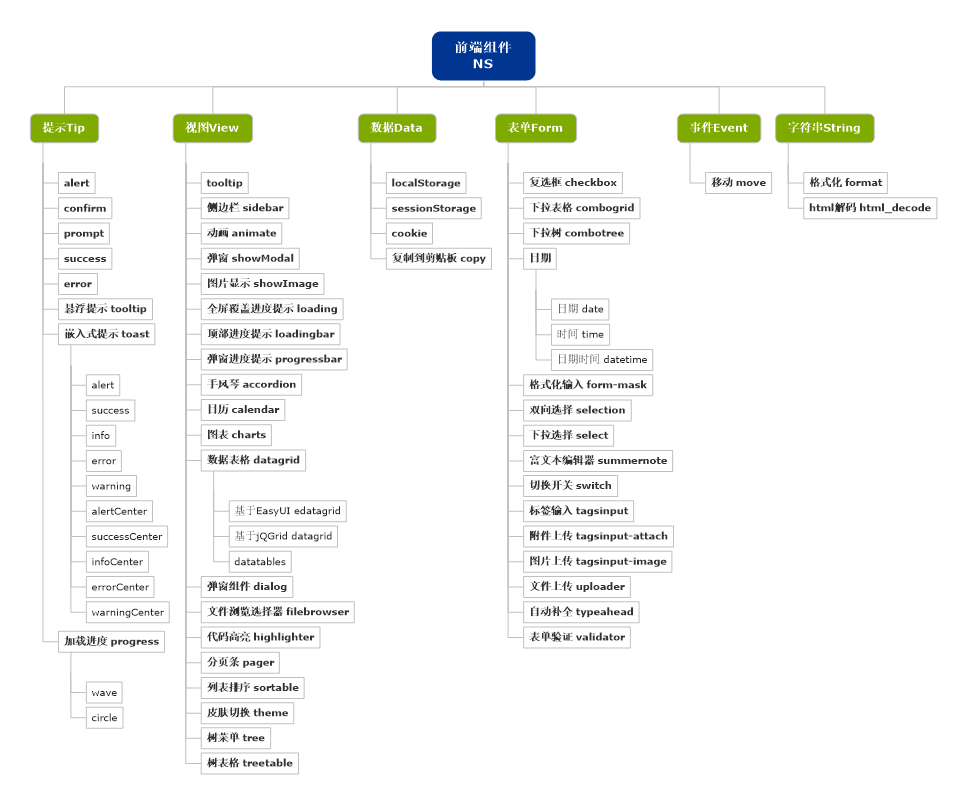 前端组件
NS
提示Tip
alert
confirm
prompt
success
error
悬浮提示 tooltip
嵌入式提示 toast
alert
success
info
error
warning
alertCenter
successCenter
infoCenter
errorCenter
warningCenter
加载进度 progress
wave
circle
视图View
tooltip
侧边栏 sidebar
动画 animate
弹窗 showModal
图片显示 showImage
全屏覆盖进度提示 loading
顶部进度提示 loadingbar
弹窗进度提示 progressbar
手风琴 accordion
日历 calendar
图表 charts
数据表格 datagrid
基于EasyUI edatagrid
基于jQGrid datagrid
datatables
弹窗组件 dialog
文件浏览选择器 filebrowser
代码高亮 highlighter
分页条 pager
列表排序 sortable
皮肤切换 theme
树菜单 tree
树表格 treetable
数据Data
localStorage
sessionStorage
cookie
复制到剪贴板 copy
表单Form
复选框 checkbox
下拉表格 combogrid
下拉树 combotree
日期
日期 date
时间 time
日期时间 datetime
格式化输入 form-mask
双向选择 selection
下拉选择 select
富文本编辑器 summernote
切换开关 switch
标签输入 tagsinput
附件上传 tagsinput-attach
图片上传 tagsinput-image
文件上传 uploader
自动补全 typeahead
表单验证 validator
事件Event
移动 move
字符串String
格式化 format
html解码 html_decode